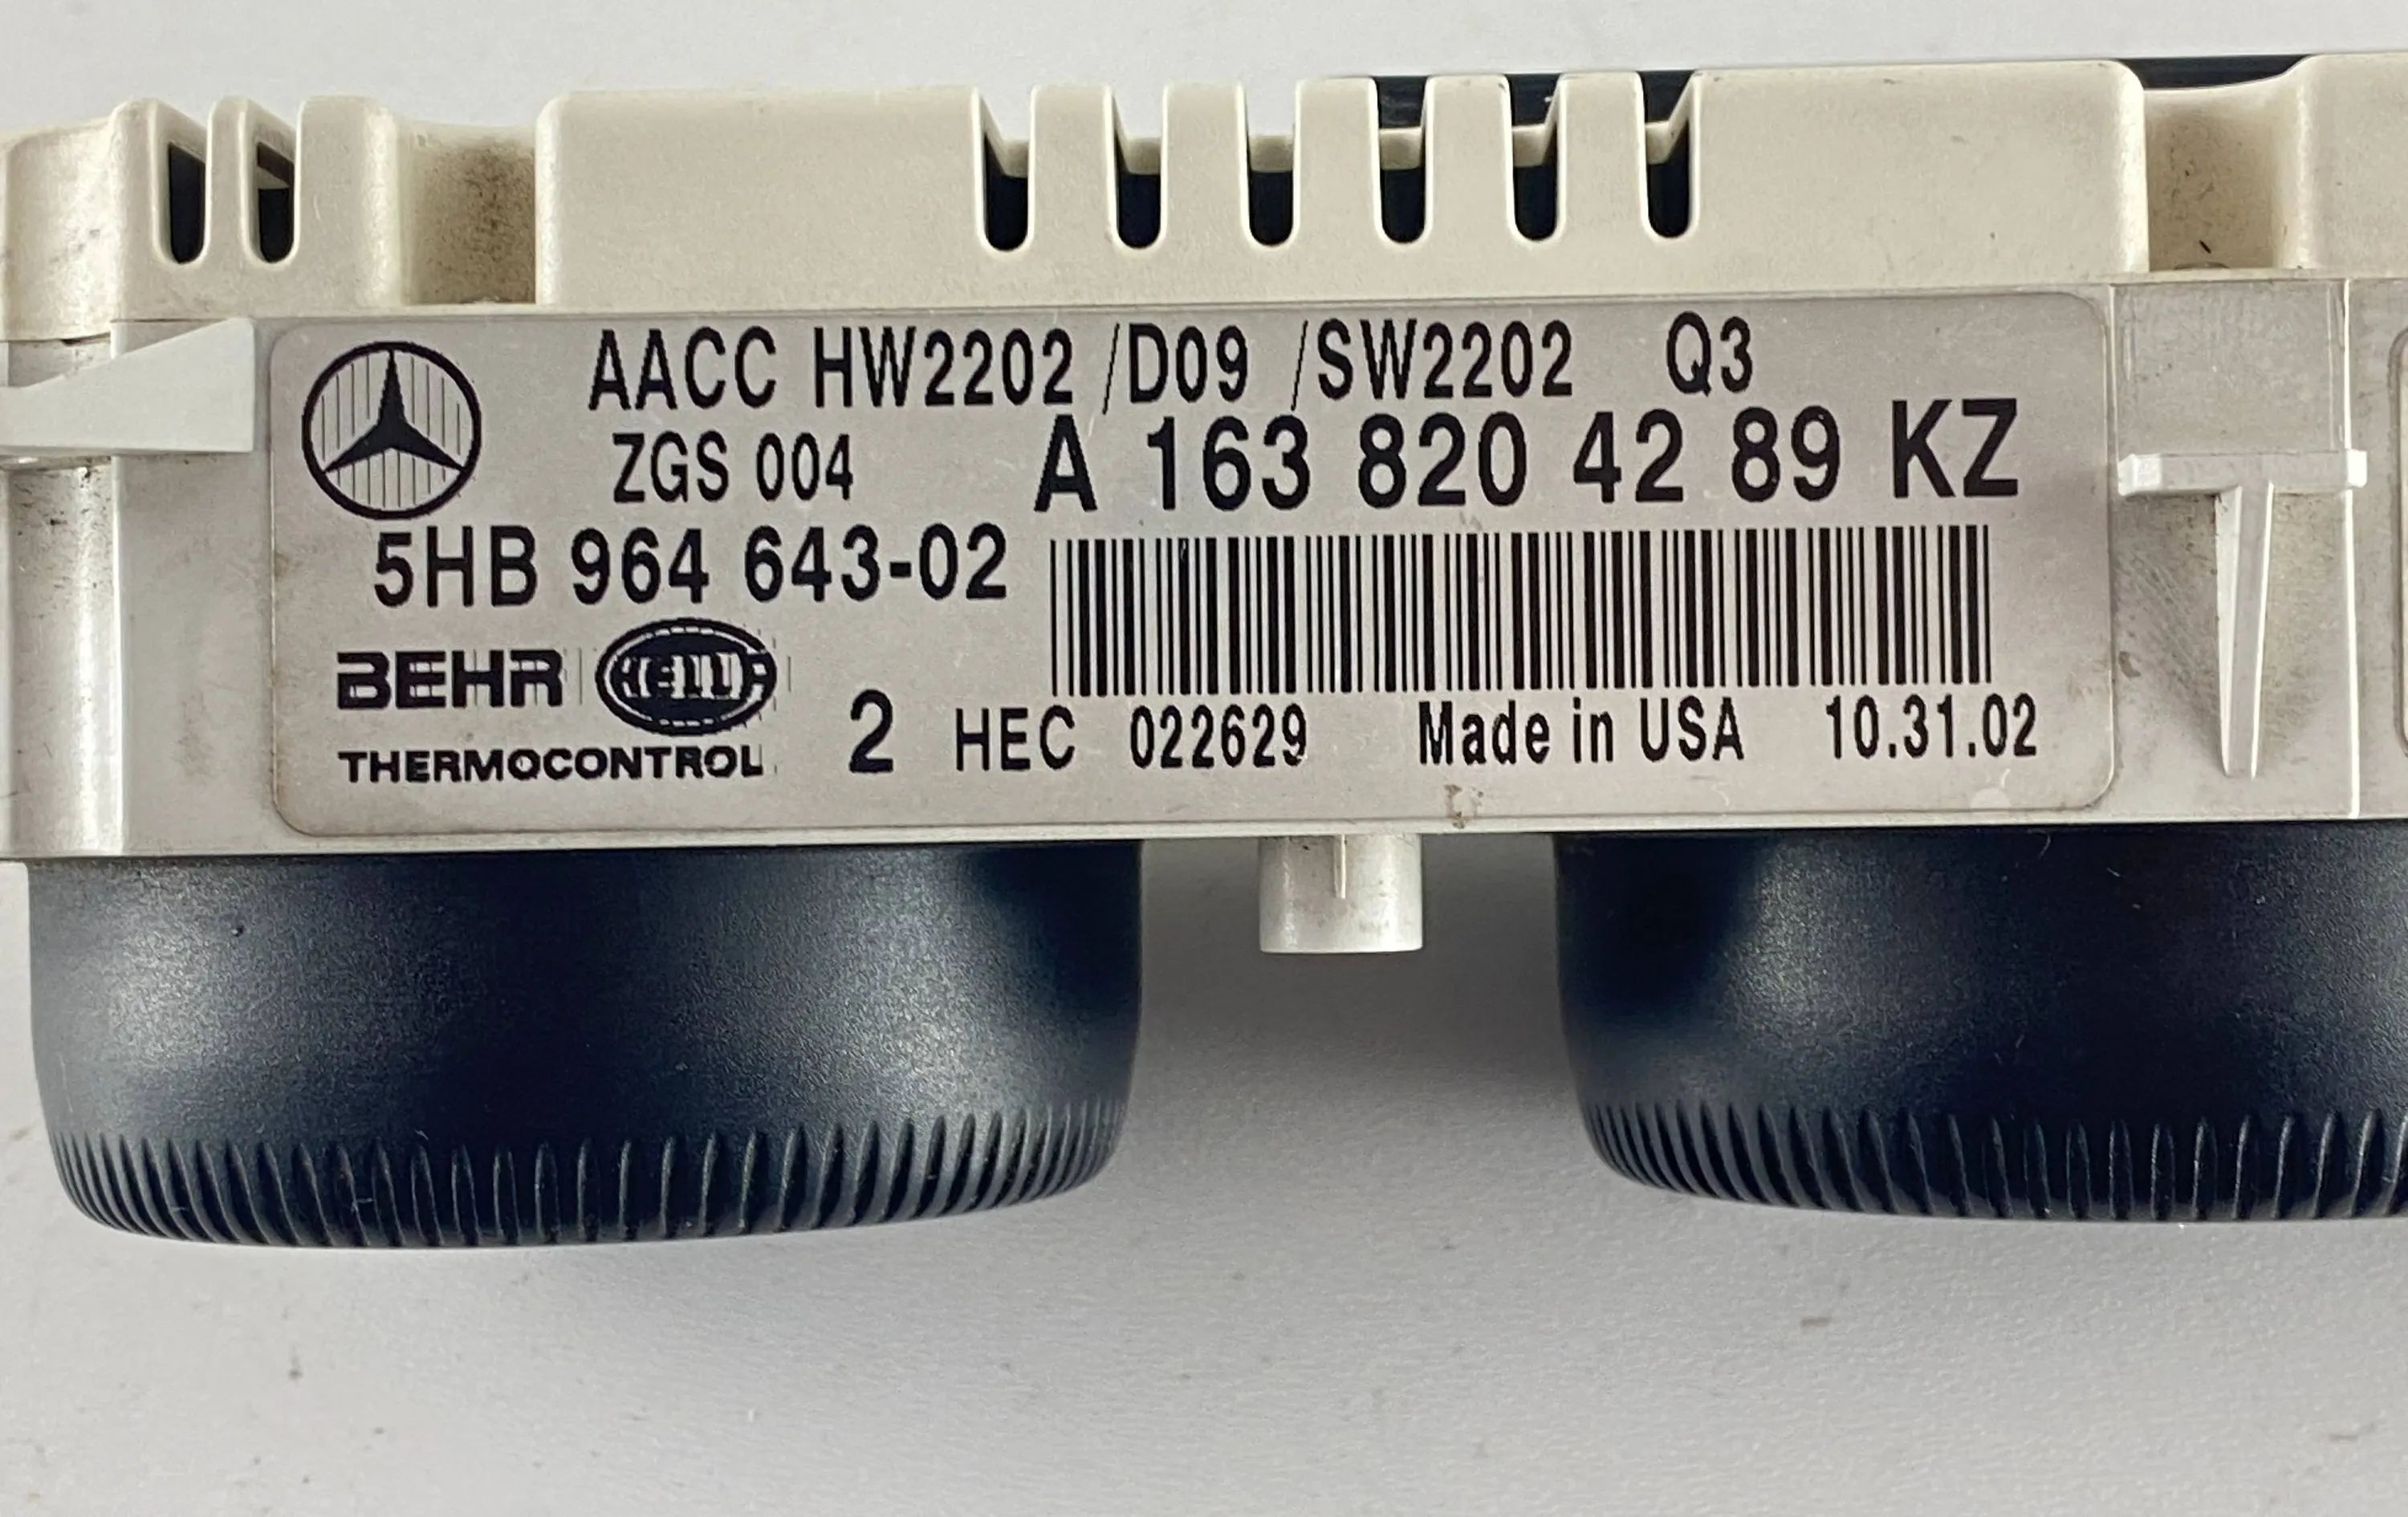 AACC HW2202 /D09 /SW2202 Q3
ZGS 004 A 163 820 42 89 KZ
5HB 964 643-02
BEHR HELLA
THERMOCONTROL
2 HEC 022629 Made in USA 10.31.02